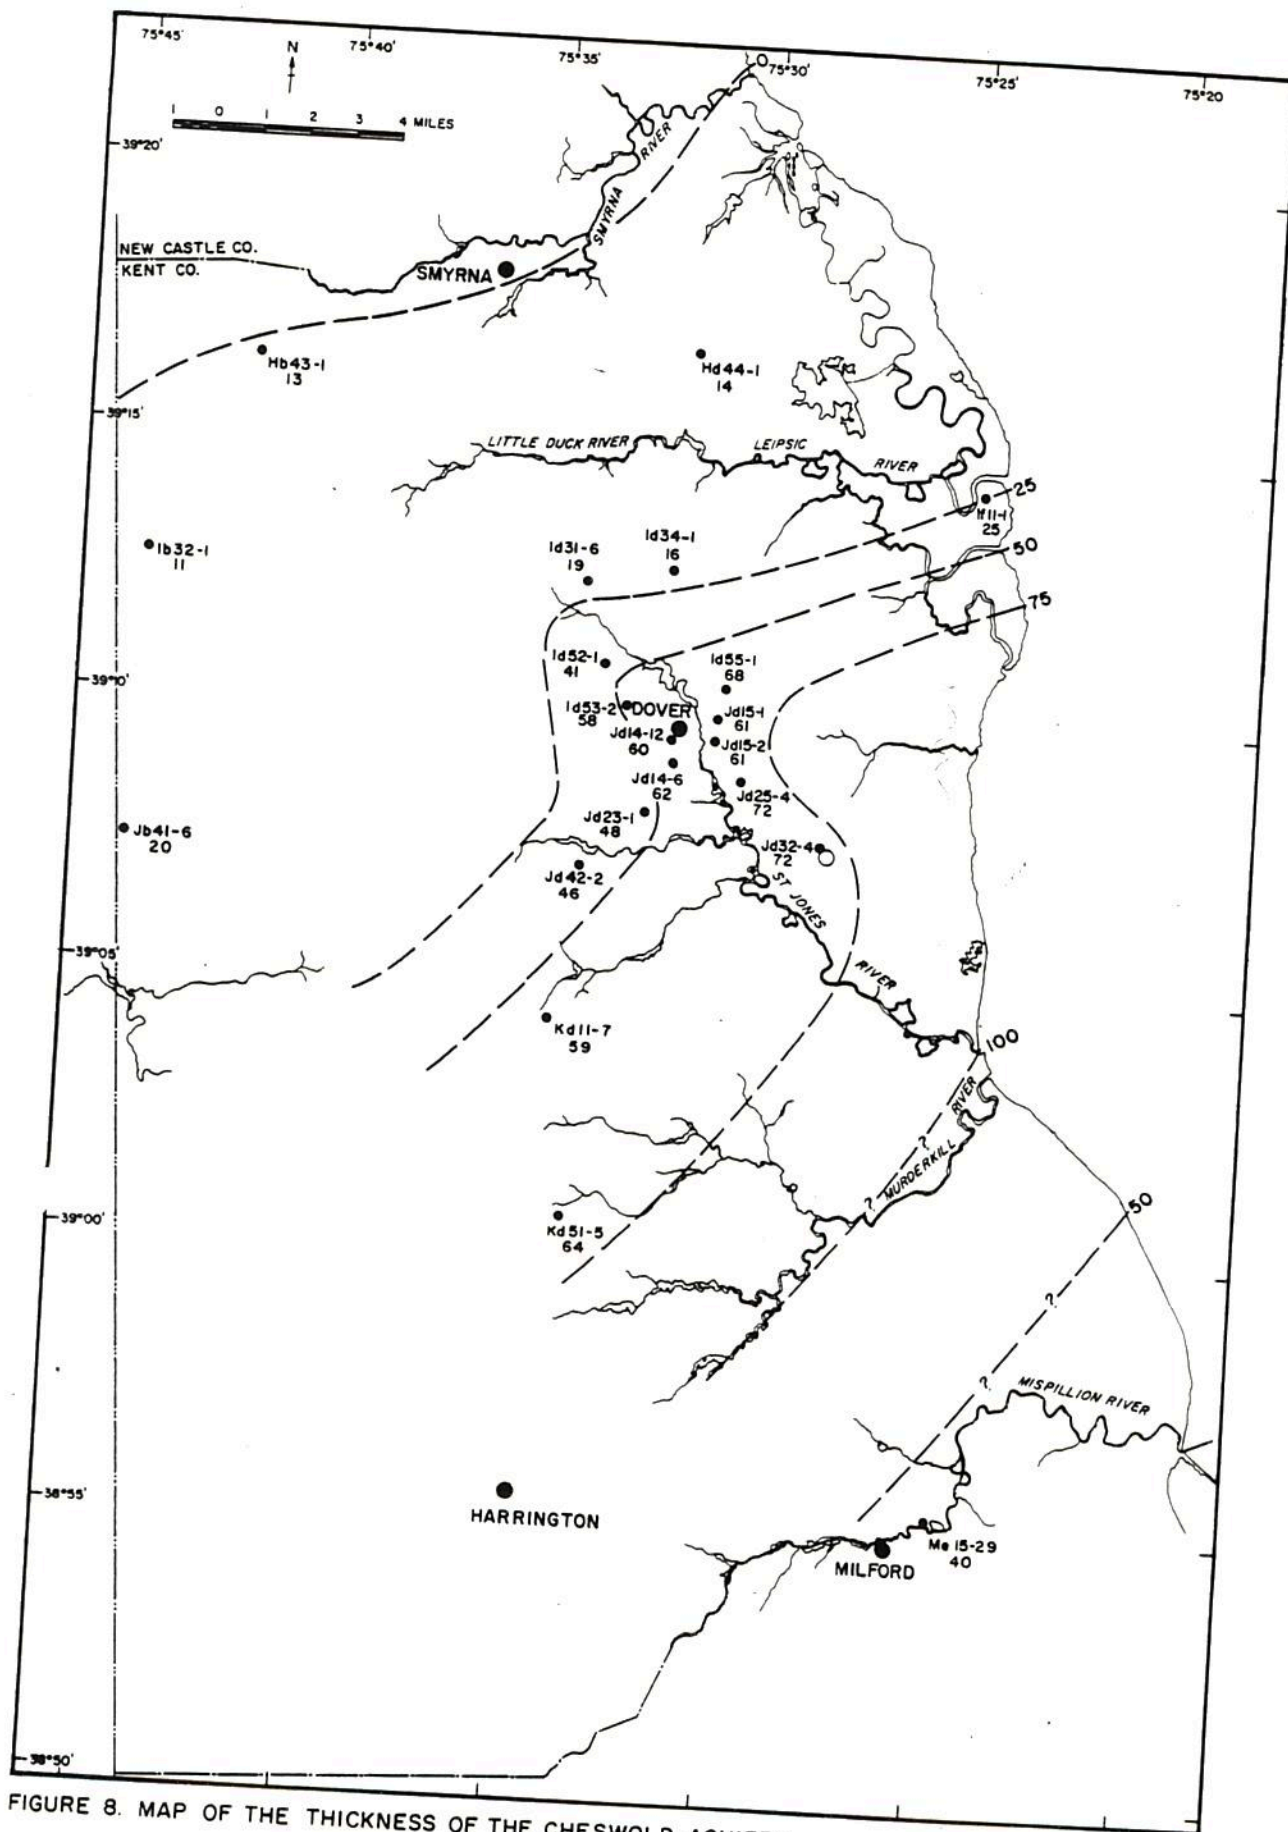 75°45'
75°40'
75°35'
75°30'
75°25'
75°20'
N
1 0 1 2 3 4 MILES
0
39°20'
SMYRNA RIVER
NEW CASTLE CO.
KENT CO.
SMYRNA
Hb43-1
13
Hd44-1
14
39°15'
LITTLE DUCK RIVER
LEIPSIC RIVER
25
If11-1
25
50
75
Ib32-1
11
Id31-6
19
Id34-1
16
39°10'
Id52-1
41
Id55-1
68
Id53-2
58
DOVER
Jd15-1
61
Jd14-12
60
Jd15-2
61
Jd14-6
62
Jd25-4
72
Jd23-1
48
Jb41-6
20
Jd32-4
72
Jd42-2
46
ST JONES RIVER
39°05'
Kd11-7
59
100
?
?
MURDERKILL RIVER
39°00'
Kd51-5
64
50
?
?
MISPILLION RIVER
38°55'
HARRINGTON
Me15-29
40
MILFORD
38°50'
FIGURE 8. MAP OF THE THICKNESS OF THE CHESWOLD